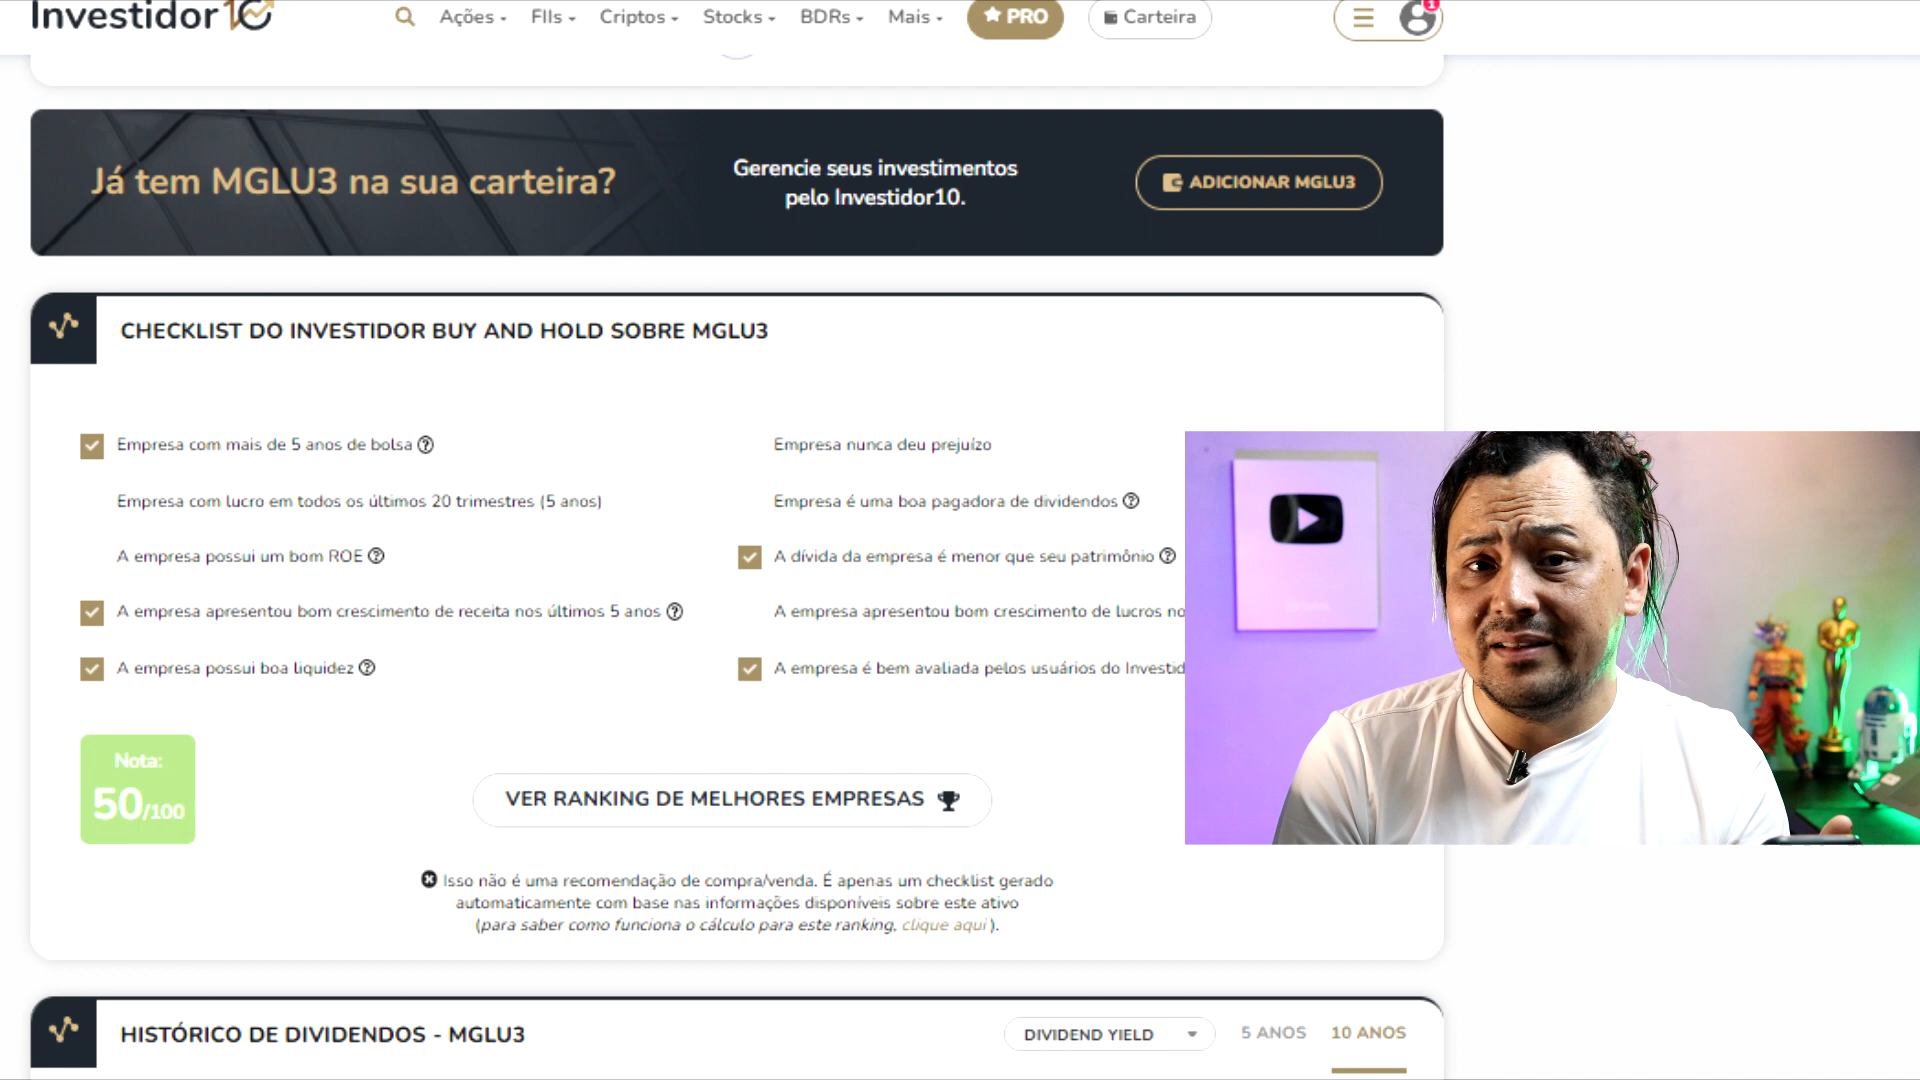 Investidor 10
Ações
FIIs
Criptos
Stocks
BDRs
Mais
PRO
Carteira
1
Já tem MGLU3 na sua carteira?
Gerencie seus investimentos
pelo Investidor10.
ADICIONAR MGLU3
CHECKLIST DO INVESTIDOR BUY AND HOLD SOBRE MGLU3
Empresa com mais de 5 anos de bolsa
Empresa nunca deu prejuízo
Empresa com lucro em todos os últimos 20 trimestres (5 anos)
Empresa é uma boa pagadora de dividendos
A empresa possui um bom ROE
A dívida da empresa é menor que seu patrimônio
A empresa apresentou bom crescimento de receita nos últimos 5 anos
A empresa apresentou bom crescimento de lucros no
A empresa possui boa liquidez
A empresa é bem avaliada pelos usuários do Investid
Nota:
50/100
VER RANKING DE MELHORES EMPRESAS
Isso não é uma recomendação de compra/venda. É apenas um checklist gerado
automaticamente com base nas informações disponíveis sobre este ativo
(para saber como funciona o cálculo para este ranking, clique aqui ).
HISTÓRICO DE DIVIDENDOS - MGLU3
DIVIDEND YIELD
5 ANOS
10 ANOS